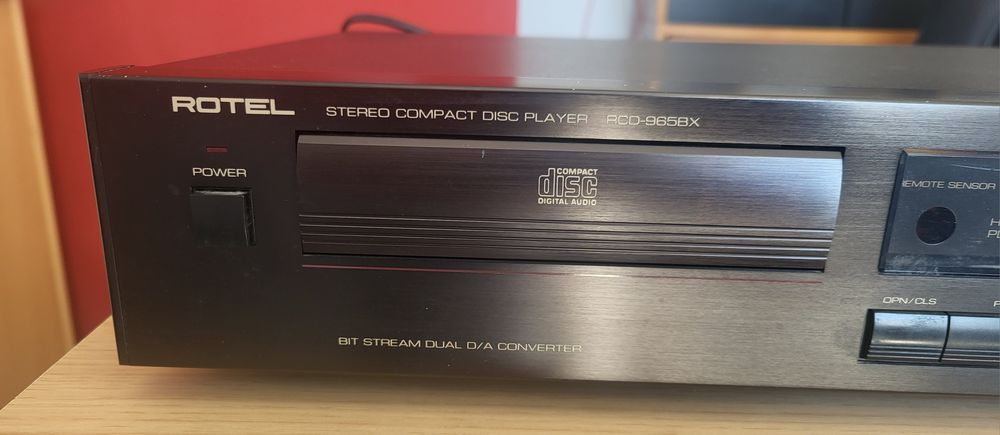 ROTEL
STEREO COMPACT DISC PLAYER RCD-965BX
POWER
COMPACT
disc
DIGITAL AUDIO
REMOTE SENSOR
OPN/CLS
BIT STREAM DUAL D/A CONVERTER